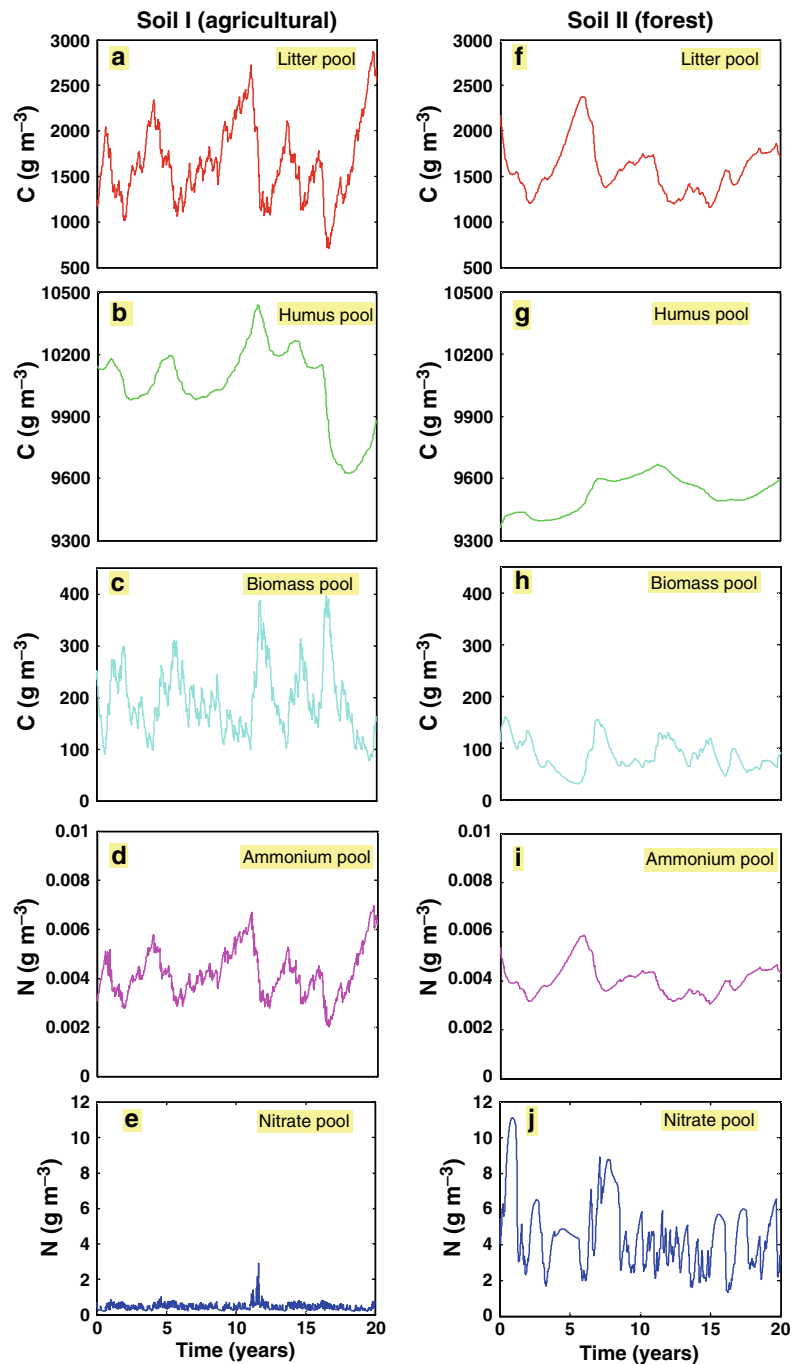 Soil I (agricultural)
Soil II (forest)
a
Litter pool
3000
2500
2000
1500
1000
500
C (g m⁻³)
f
Litter pool
3000
2500
2000
1500
1000
500
C (g m⁻³)
b
Humus pool
10500
10200
9900
9600
9300
C (g m⁻³)
g
Humus pool
10500
10200
9900
9600
9300
C (g m⁻³)
c
Biomass pool
400
300
200
100
0
C (g m⁻³)
h
Biomass pool
400
300
200
100
0
C (g m⁻³)
d
Ammonium pool
0.01
0.008
0.006
0.004
0.002
0
N (g m⁻³)
i
Ammonium pool
0.01
0.008
0.006
0.004
0.002
0
N (g m⁻³)
e
Nitrate pool
12
10
8
6
4
2
0
N (g m⁻³)
0 5 10 15 20
Time (years)
j
Nitrate pool
12
10
8
6
4
2
0
N (g m⁻³)
0 5 10 15 20
Time (years)